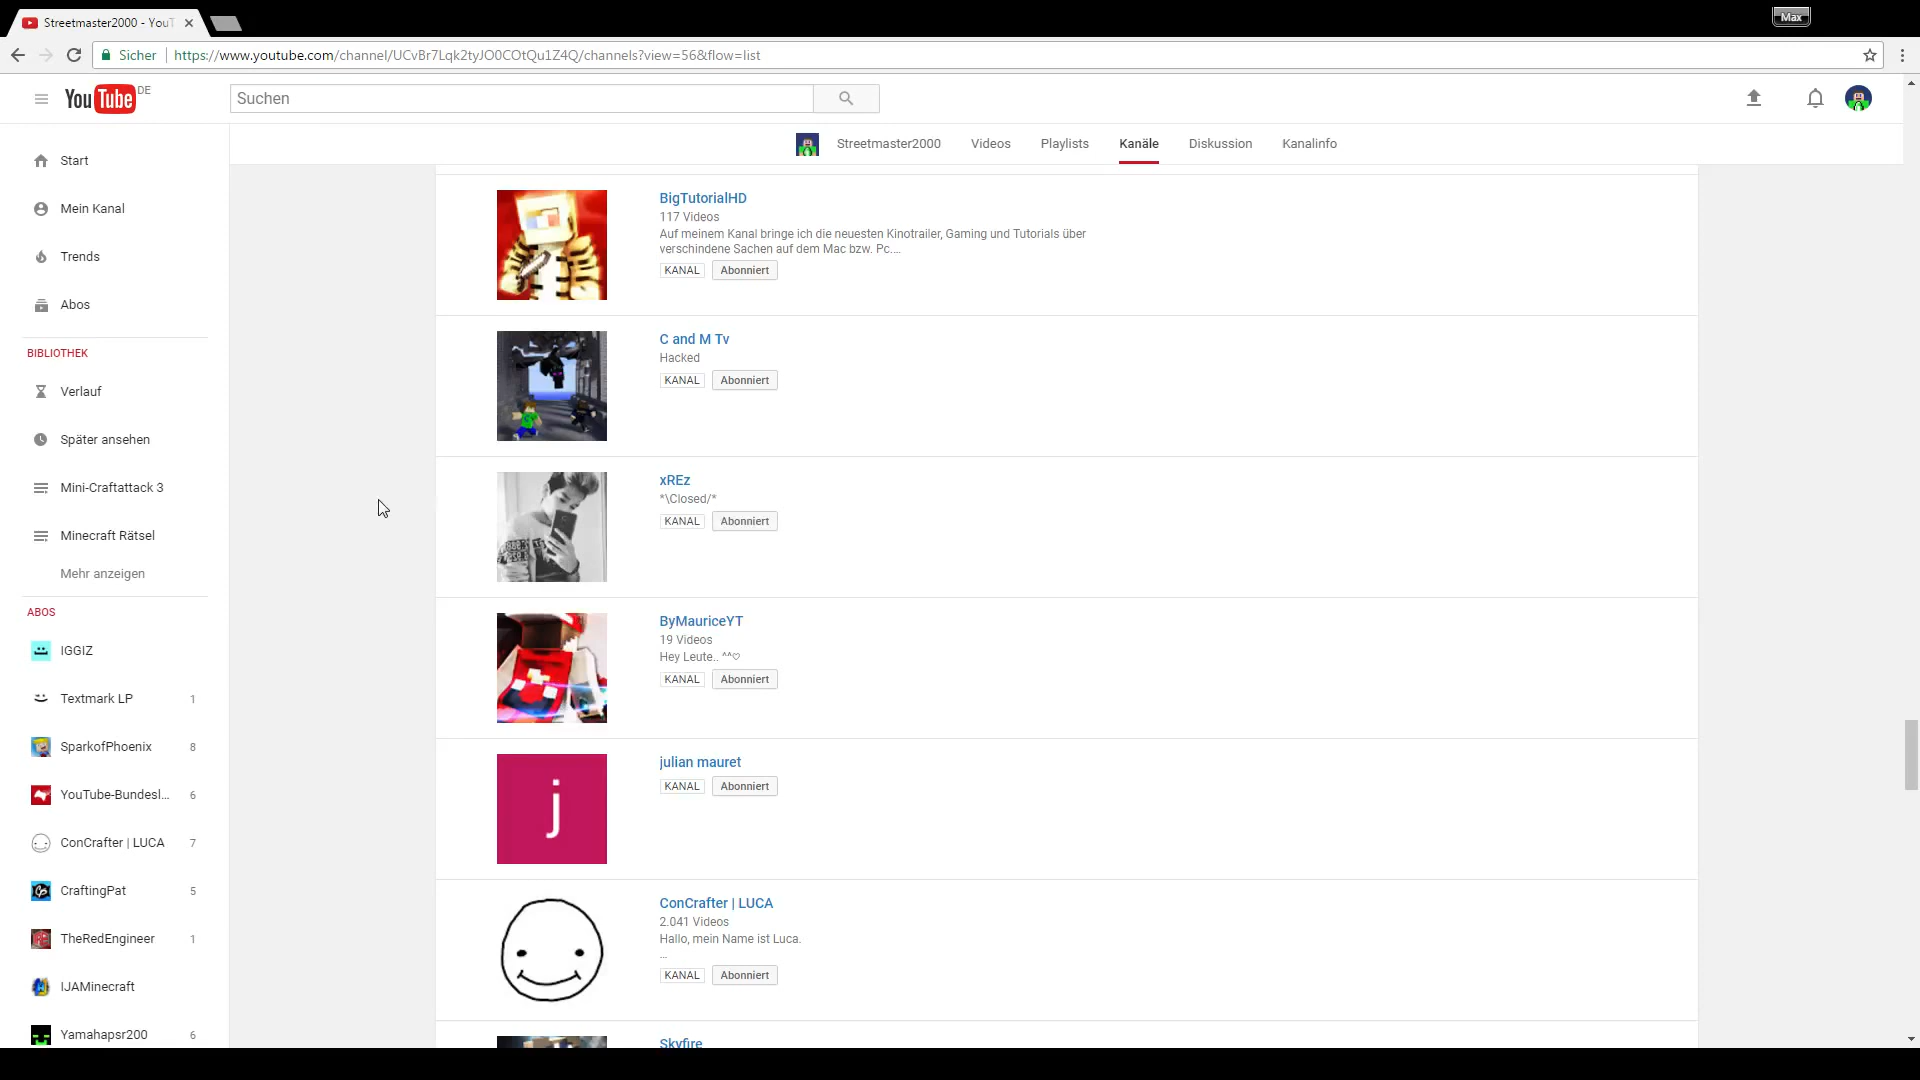 Streetmaster2000 - YouT
Max
Sicher
https://www.youtube.com/channel/UCvBr7Lqk2tyJO0COtQu1Z4Q/channels?view=56&flow=list
YouTube DE
Suchen
Streetmaster2000
Videos
Playlists
Kanäle
Diskussion
Kanalinfo
Start
Mein Kanal
Trends
Abos
BIBLIOTHEK
Verlauf
Später ansehen
Mini-Craftattack 3
Minecraft Rätsel
Mehr anzeigen
ABOS
IGGIZ
Textmark LP 1
SparkofPhoenix 8
YouTube-Bundesl... 6
ConCrafter | LUCA 7
CraftingPat 5
TheRedEngineer 1
IJAMinecraft
Yamahapsr200 6
BigTutorialHD
117 Videos
Auf meinem Kanal bringe ich die neuesten Kinotrailer, Gaming und Tutorials über
verschindene Sachen auf dem Mac bzw. Pc....
KANAL Abonniert
C and M Tv
Hacked
KANAL Abonniert
xREz
*\Closed/*
KANAL Abonniert
ByMauriceYT
19 Videos
Hey Leute.. ^^♡
KANAL Abonniert
j
julian mauret
KANAL Abonniert
ConCrafter | LUCA
2.041 Videos
Hallo, mein Name ist Luca.
...
KANAL Abonniert
Skyfire